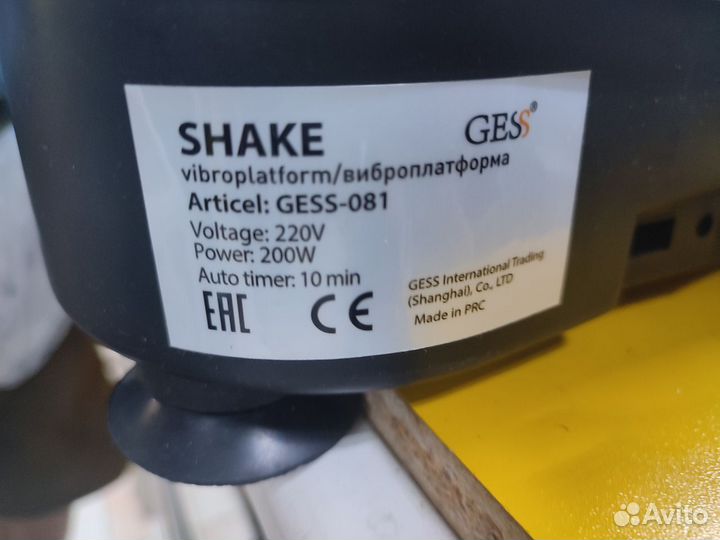 SHAKE
GESS®
vibroplatform/виброплатформа
Articel: GESS-081
Voltage: 220V
Power: 200W
Auto timer: 10 min
EAC CE
GESS International Trading
(Shanghai), Co., LTD
Made in PRC
Avito